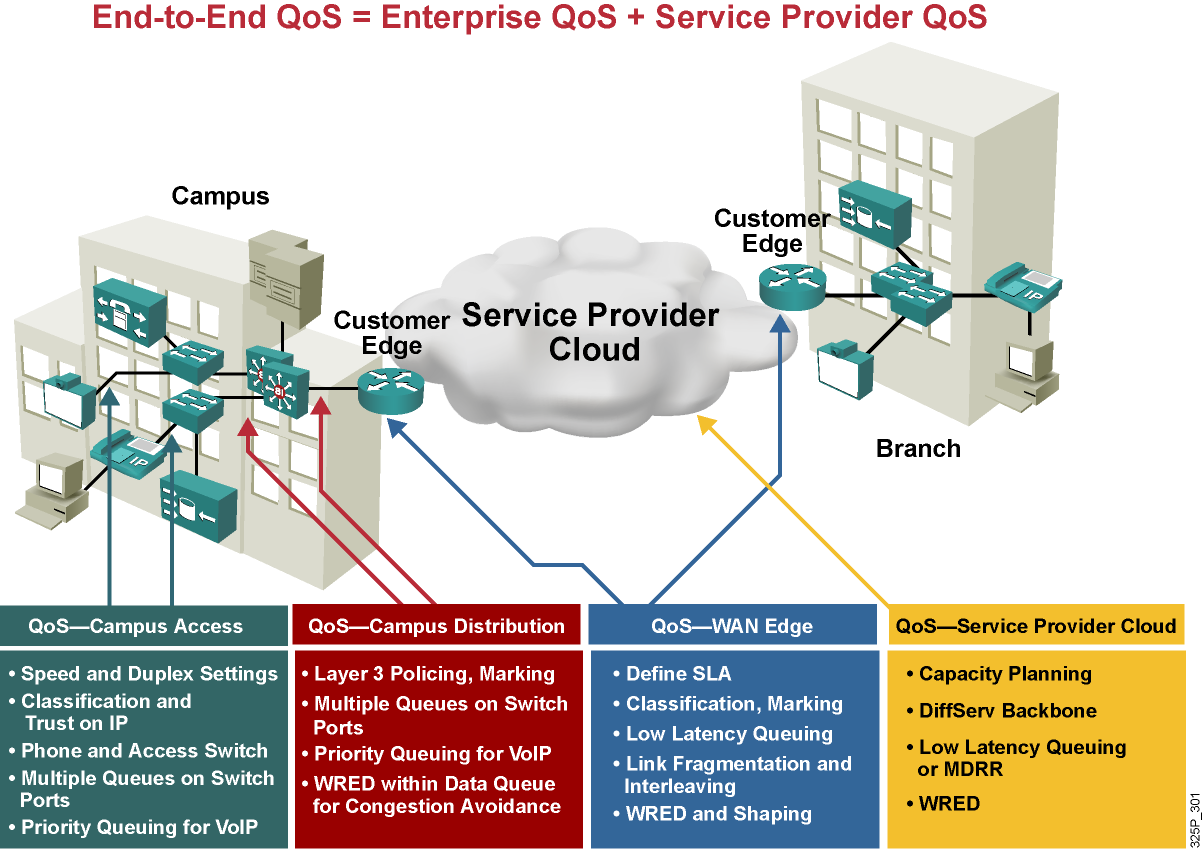 End-to-End QoS = Enterprise QoS + Service Provider QoS
Campus
Customer
Edge
Service Provider
Cloud
Customer
Edge
Branch
IP
IP
QoS—Campus Access
• Speed and Duplex Settings
• Classification and
Trust on IP
• Phone and Access Switch
• Multiple Queues on Switch
Ports
• Priority Queuing for VoIP
QoS—Campus Distribution
• Layer 3 Policing, Marking
• Multiple Queues on Switch
Ports
• Priority Queuing for VoIP
• WRED within Data Queue
for Congestion Avoidance
QoS—WAN Edge
• Define SLA
• Classification, Marking
• Low Latency Queuing
• Link Fragmentation and
Interleaving
• WRED and Shaping
QoS—Service Provider Cloud
• Capacity Planning
• DiffServ Backbone
• Low Latency Queuing
or MDRR
• WRED
325P_301